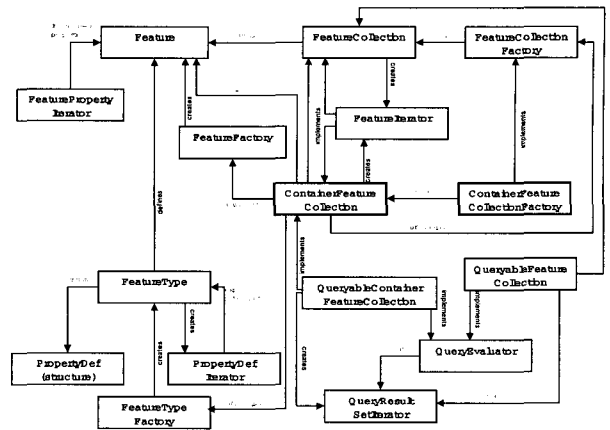 Feature
FeatureCollection
FeatureCollection
Factory
FeatureProperty
Iterator
creates
creates
implements
implements
FeatureIterator
FeatureFactory
creates
ContainerFeature
Collection
ContainerFeature
CollectionFactory
defines
implements
FeatureType
QueryableContainer
FeatureCollection
QueryableFeature
Collection
creates
implements
implements
creates
QueryEvaluator
PropertyDef
(structure)
PropertyDef
Iterator
creates
FeatureType
Factory
QueryResult
SetIterator